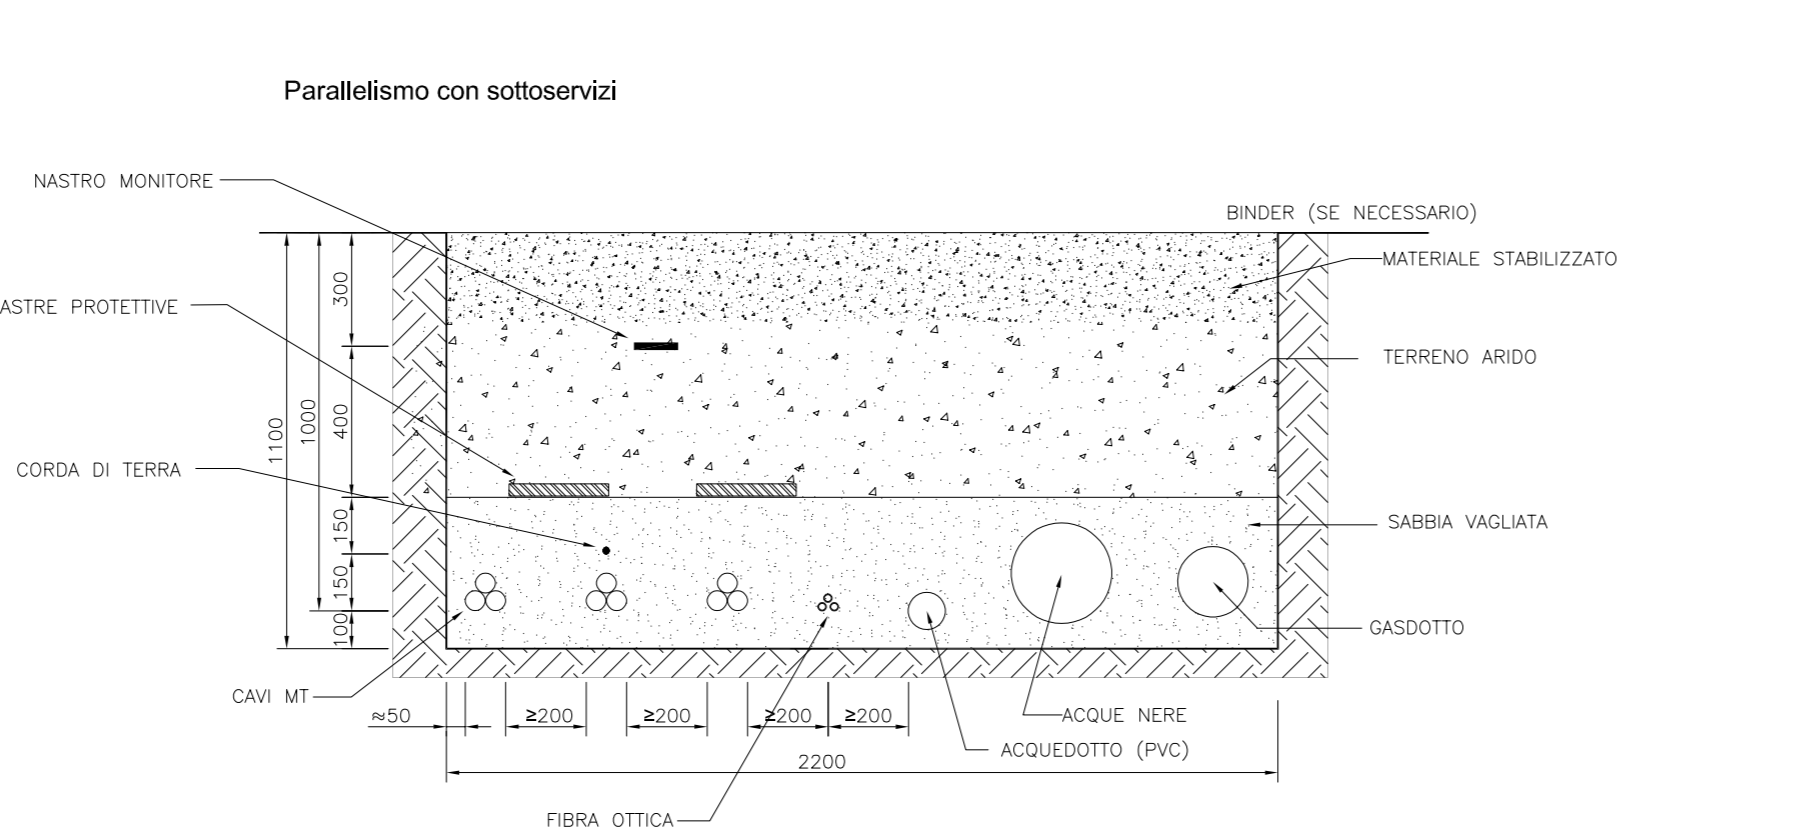 Parallelismo con sottoservizi
NASTRO MONITORE
BINDER (SE NECESSARIO)
MATERIALE STABILIZZATO
ASTRE PROTETTIVE
TERRENO ARIDO
CORDA DI TERRA
SABBIA VAGLIATA
GASDOTTO
CAVI MT
ACQUE NERE
ACQUEDOTTO (PVC)
FIBRA OTTICA
1100
1000
300
400
150
150
100
≈50
≥200
≥200
≥200
≥200
2200